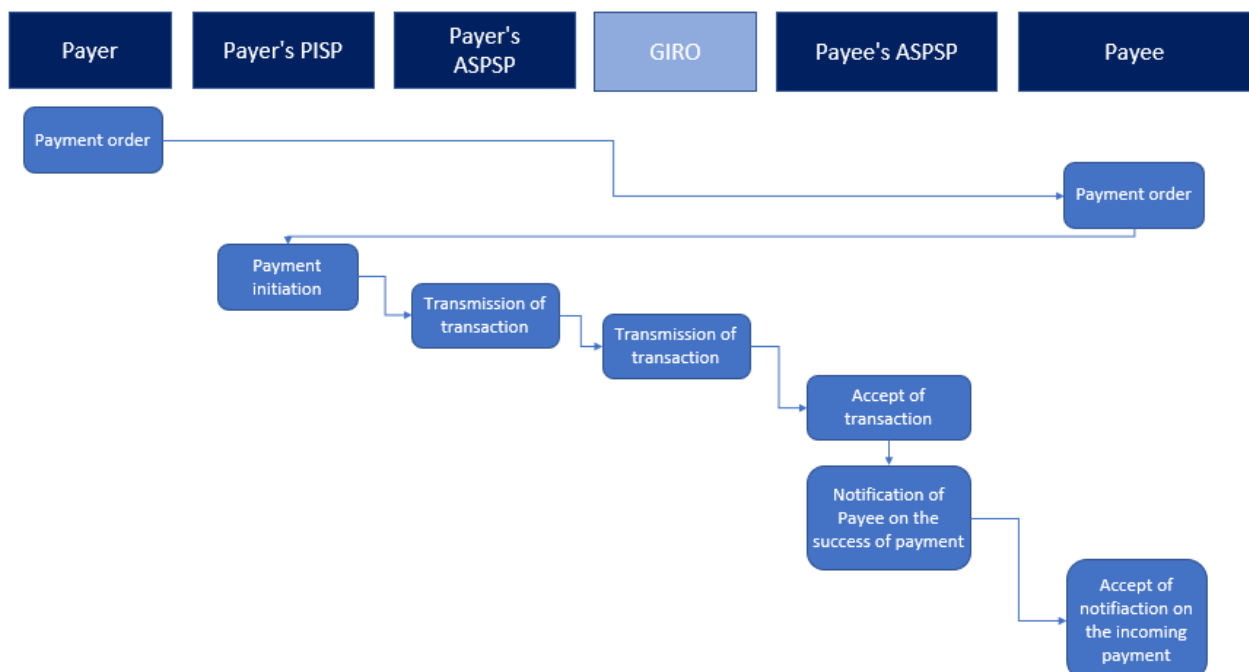 Payer
Payer's PISP
Payer's
ASPSP
GIRO
Payee's ASPSP
Payee
Payment order
Payment order
Payment
initiation
Transmission of
transaction
Transmission of
transaction
Accept of
transaction
Notification of
Payee on the
success of payment
Accept of
notifiaction on
the incoming
payment